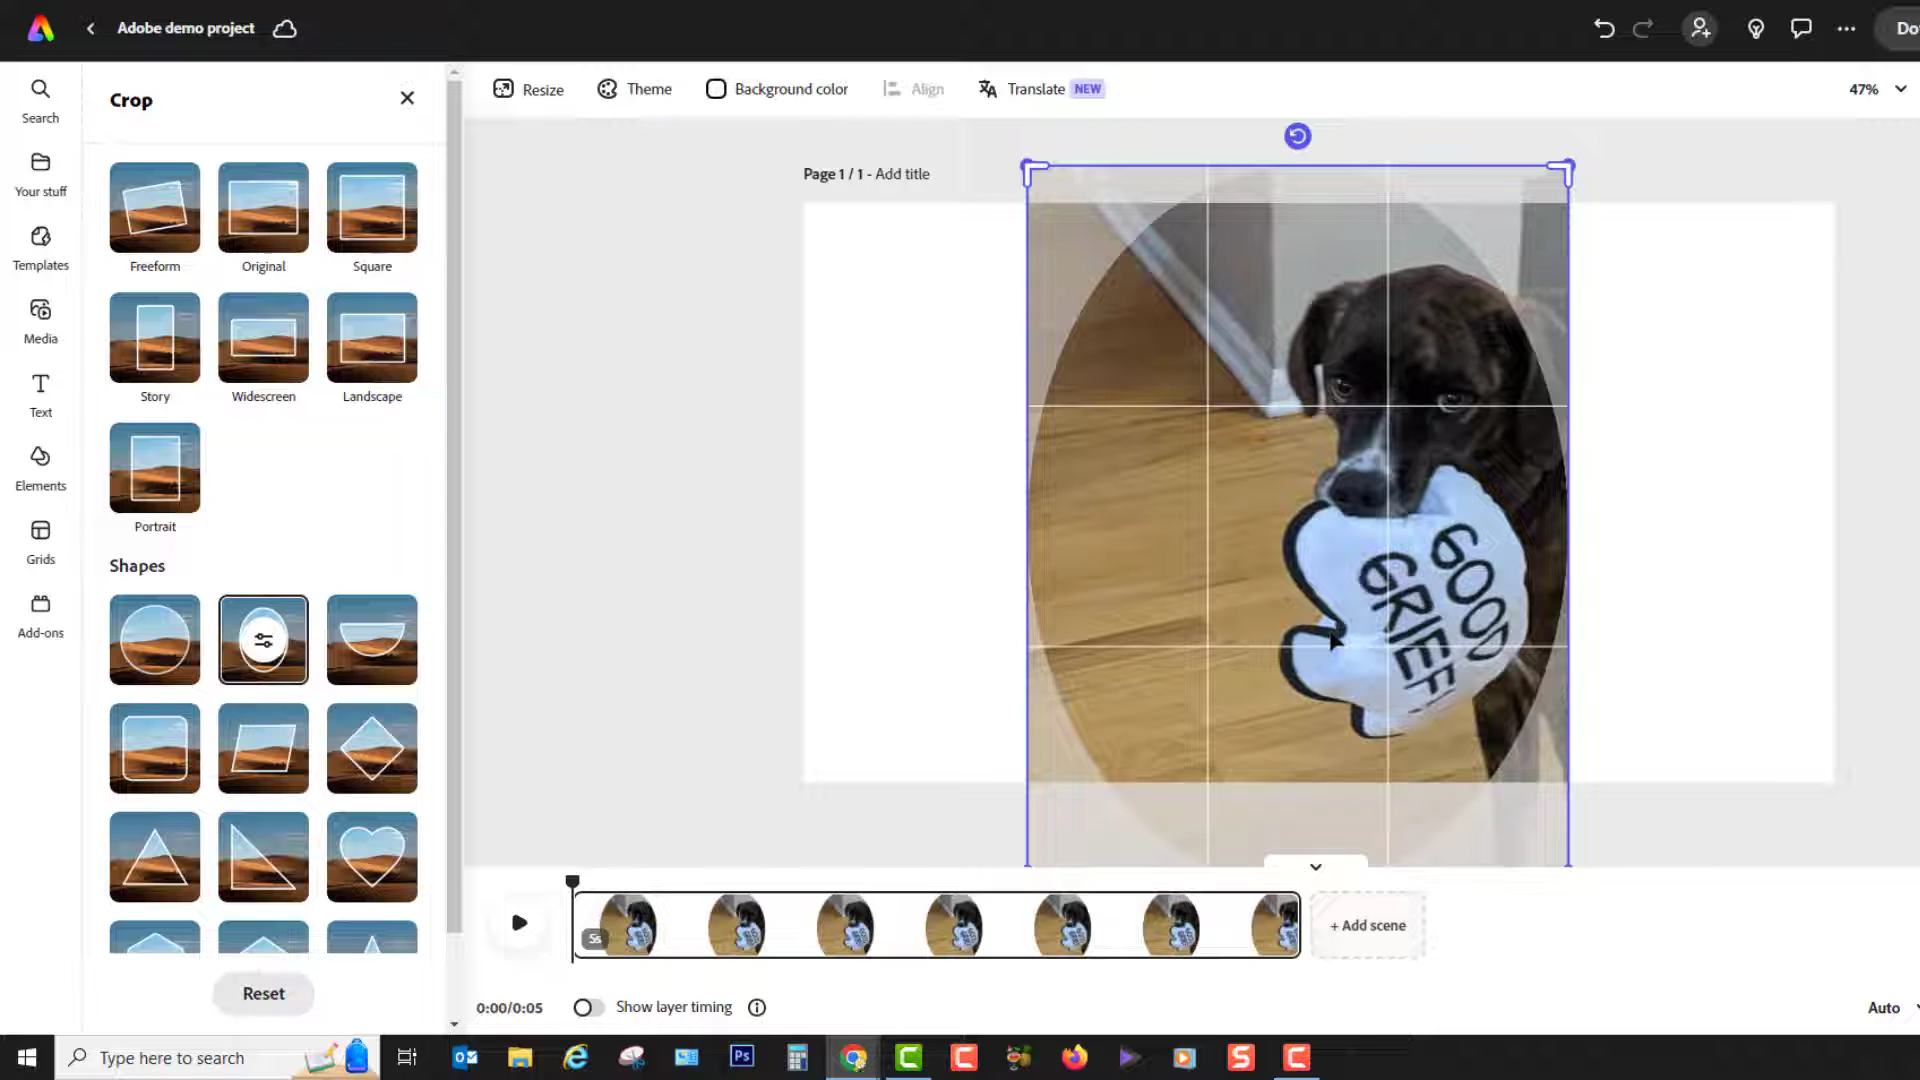 Adobe demo project
Do
Search
Your stuff
Templates
Media
Text
Elements
Grids
Add-ons
Crop
Freeform
Original
Square
Story
Widescreen
Landscape
Portrait
Shapes
Reset
Resize
Theme
Background color
Align
Translate NEW
47%
Page 1 / 1 - Add title
GOOD
GRIEF
5s
+ Add scene
0:00/0:05
Show layer timing
Auto
Type here to search
Ps